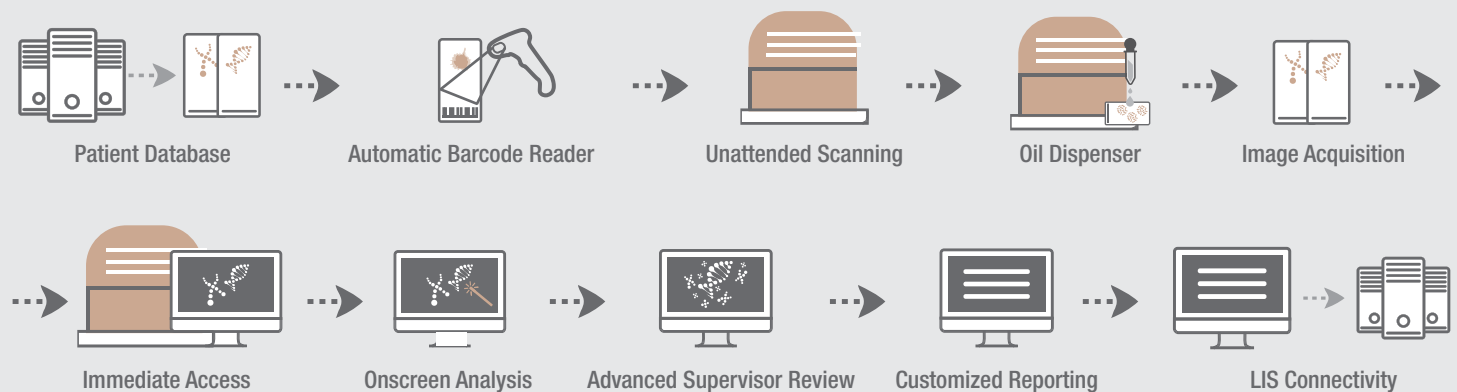 Patient Database
Automatic Barcode Reader
Unattended Scanning
Oil Dispenser
Image Acquisition
Immediate Access
Onscreen Analysis
Advanced Supervisor Review
Customized Reporting
LIS Connectivity